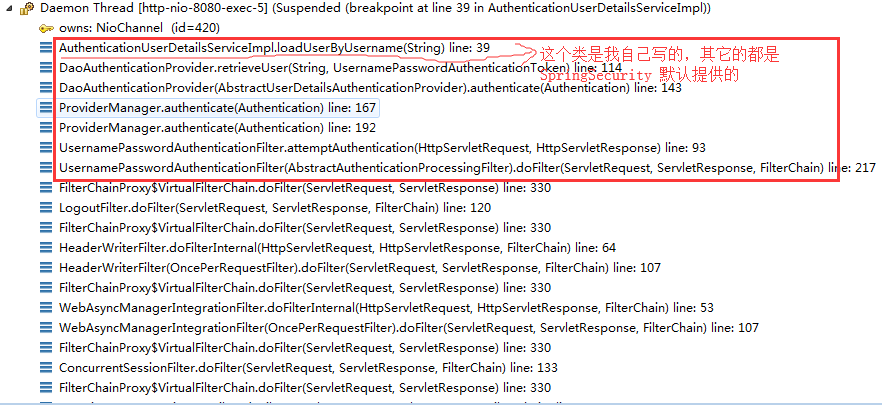 Daemon Thread [http-nio-8080-exec-5] (Suspended (breakpoint at line 39 in AuthenticationUserDetailsServiceImpl))
owns: NioChannel (id=420)
AuthenticationUserDetailsServiceImpl.loadUserByUsername(String) line: 39
这个类是我自己写的，其它的都是
SpringSecurity 默认提供的
DaoAuthenticationProvider.retrieveUser(String, UsernamePasswordAuthenticationToken) line: 114
DaoAuthenticationProvider(AbstractUserDetailsAuthenticationProvider).authenticate(Authentication) line: 143
ProviderManager.authenticate(Authentication) line: 167
ProviderManager.authenticate(Authentication) line: 192
UsernamePasswordAuthenticationFilter.attemptAuthentication(HttpServletRequest, HttpServletResponse) line: 93
UsernamePasswordAuthenticationFilter(AbstractAuthenticationProcessingFilter).doFilter(ServletRequest, ServletResponse, FilterChain) line: 217
FilterChainProxy$VirtualFilterChain.doFilter(ServletRequest, ServletResponse) line: 330
LogoutFilter.doFilter(ServletRequest, ServletResponse, FilterChain) line: 120
FilterChainProxy$VirtualFilterChain.doFilter(ServletRequest, ServletResponse) line: 330
HeaderWriterFilter.doFilterInternal(HttpServletRequest, HttpServletResponse, FilterChain) line: 64
HeaderWriterFilter(OncePerRequestFilter).doFilter(ServletRequest, ServletResponse, FilterChain) line: 107
FilterChainProxy$VirtualFilterChain.doFilter(ServletRequest, ServletResponse) line: 330
WebAsyncManagerIntegrationFilter.doFilterInternal(HttpServletRequest, HttpServletResponse, FilterChain) line: 53
WebAsyncManagerIntegrationFilter(OncePerRequestFilter).doFilter(ServletRequest, ServletResponse, FilterChain) line: 107
FilterChainProxy$VirtualFilterChain.doFilter(ServletRequest, ServletResponse) line: 330
ConcurrentSessionFilter.doFilter(ServletRequest, ServletResponse, FilterChain) line: 133
FilterChainProxy$VirtualFilterChain.doFilter(ServletRequest, ServletResponse) line: 330